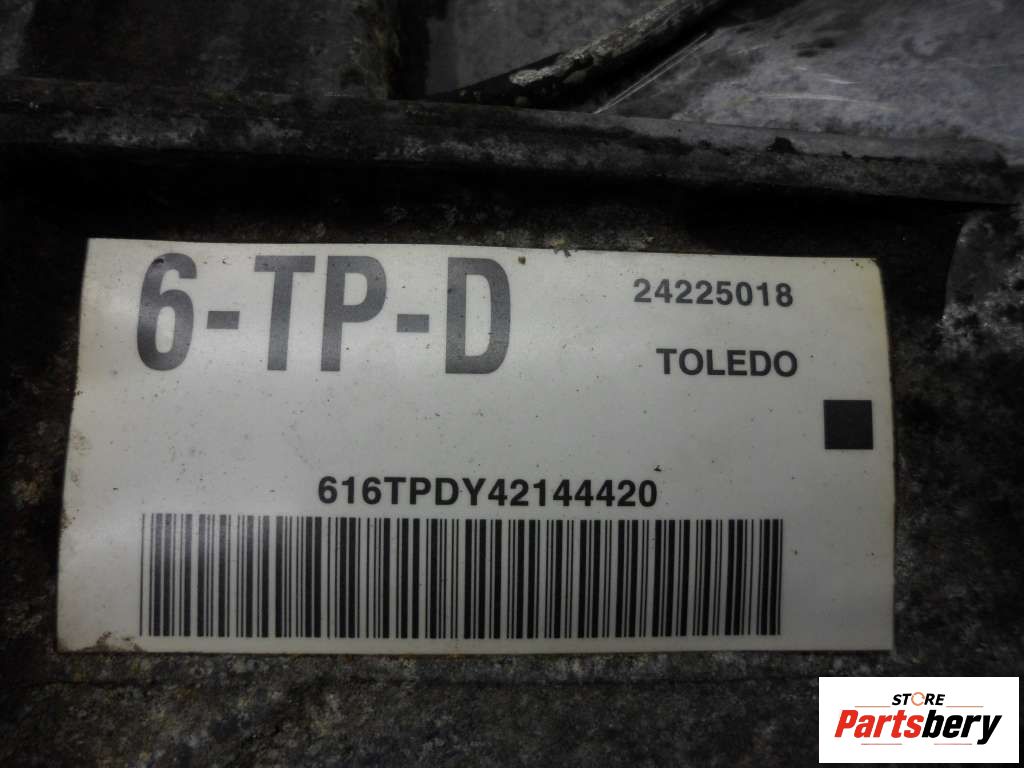 6-TP-D
24225018
TOLEDO
616TPDY42144420
STORE
Partsbery